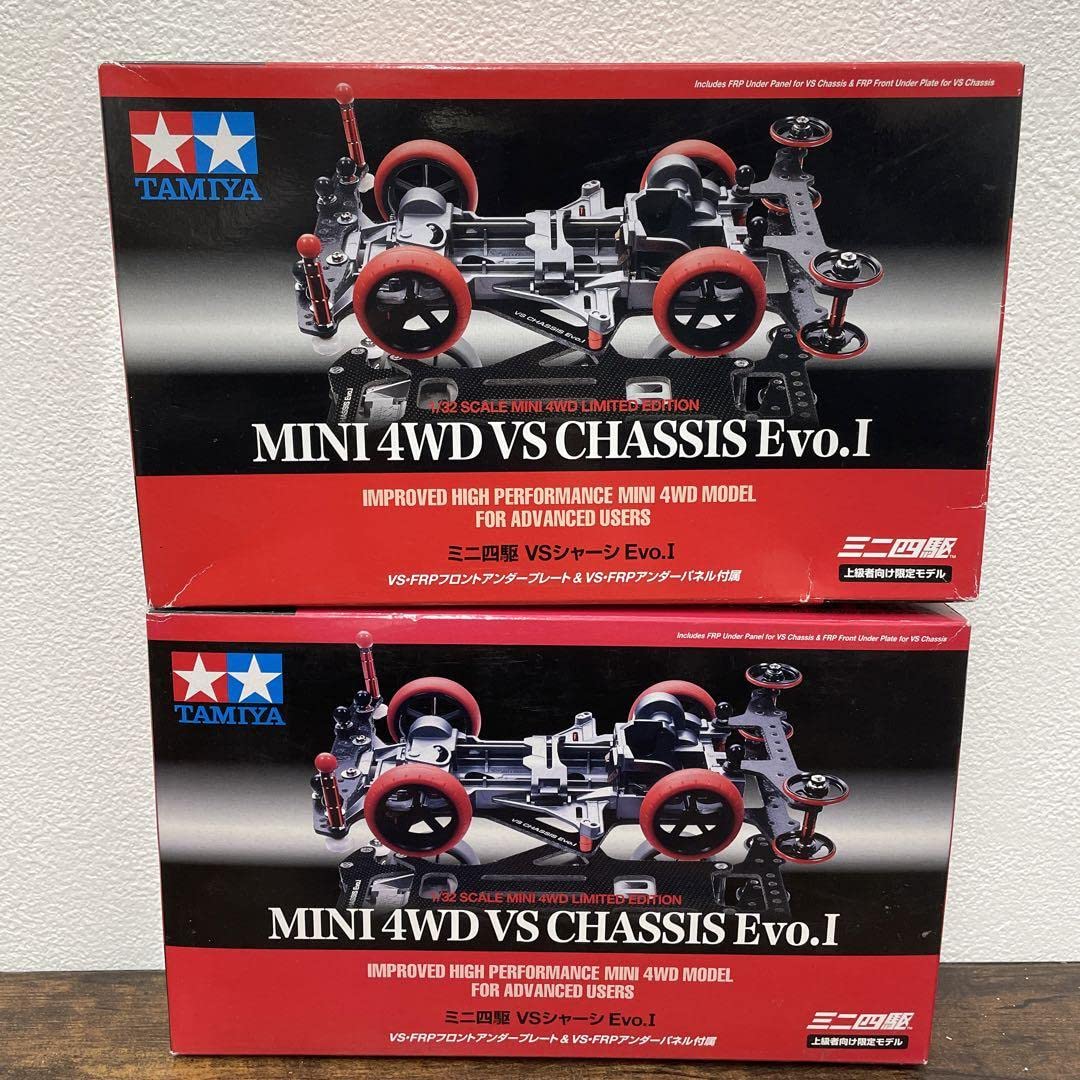 Includes FRP Under Panel for VS Chassis & FRP Front Under Plate for VS Chassis
TAMIYA
VS CHASSIS Evo.I
1/32 SCALE MINI 4WD LIMITED EDITION
MINI 4WD VS CHASSIS Evo.I
IMPROVED HIGH PERFORMANCE MINI 4WD MODEL
FOR ADVANCED USERS
ミニ四駆 VSシャーシ Evo.I
VS・FRPフロントアンダープレート & VS・FRPアンダーパネル付属
ミニ四駆
上級者向け限定モデル
Includes FRP Under Panel for VS Chassis & FRP Front Under Plate for VS Chassis
TAMIYA
VS CHASSIS Evo.I
1/32 SCALE MINI 4WD LIMITED EDITION
MINI 4WD VS CHASSIS Evo.I
IMPROVED HIGH PERFORMANCE MINI 4WD MODEL
FOR ADVANCED USERS
ミニ四駆 VSシャーシ Evo.I
VS・FRPフロントアンダープレート & VS・FRPアンダーパネル付属
ミニ四駆
上級者向け限定モデル